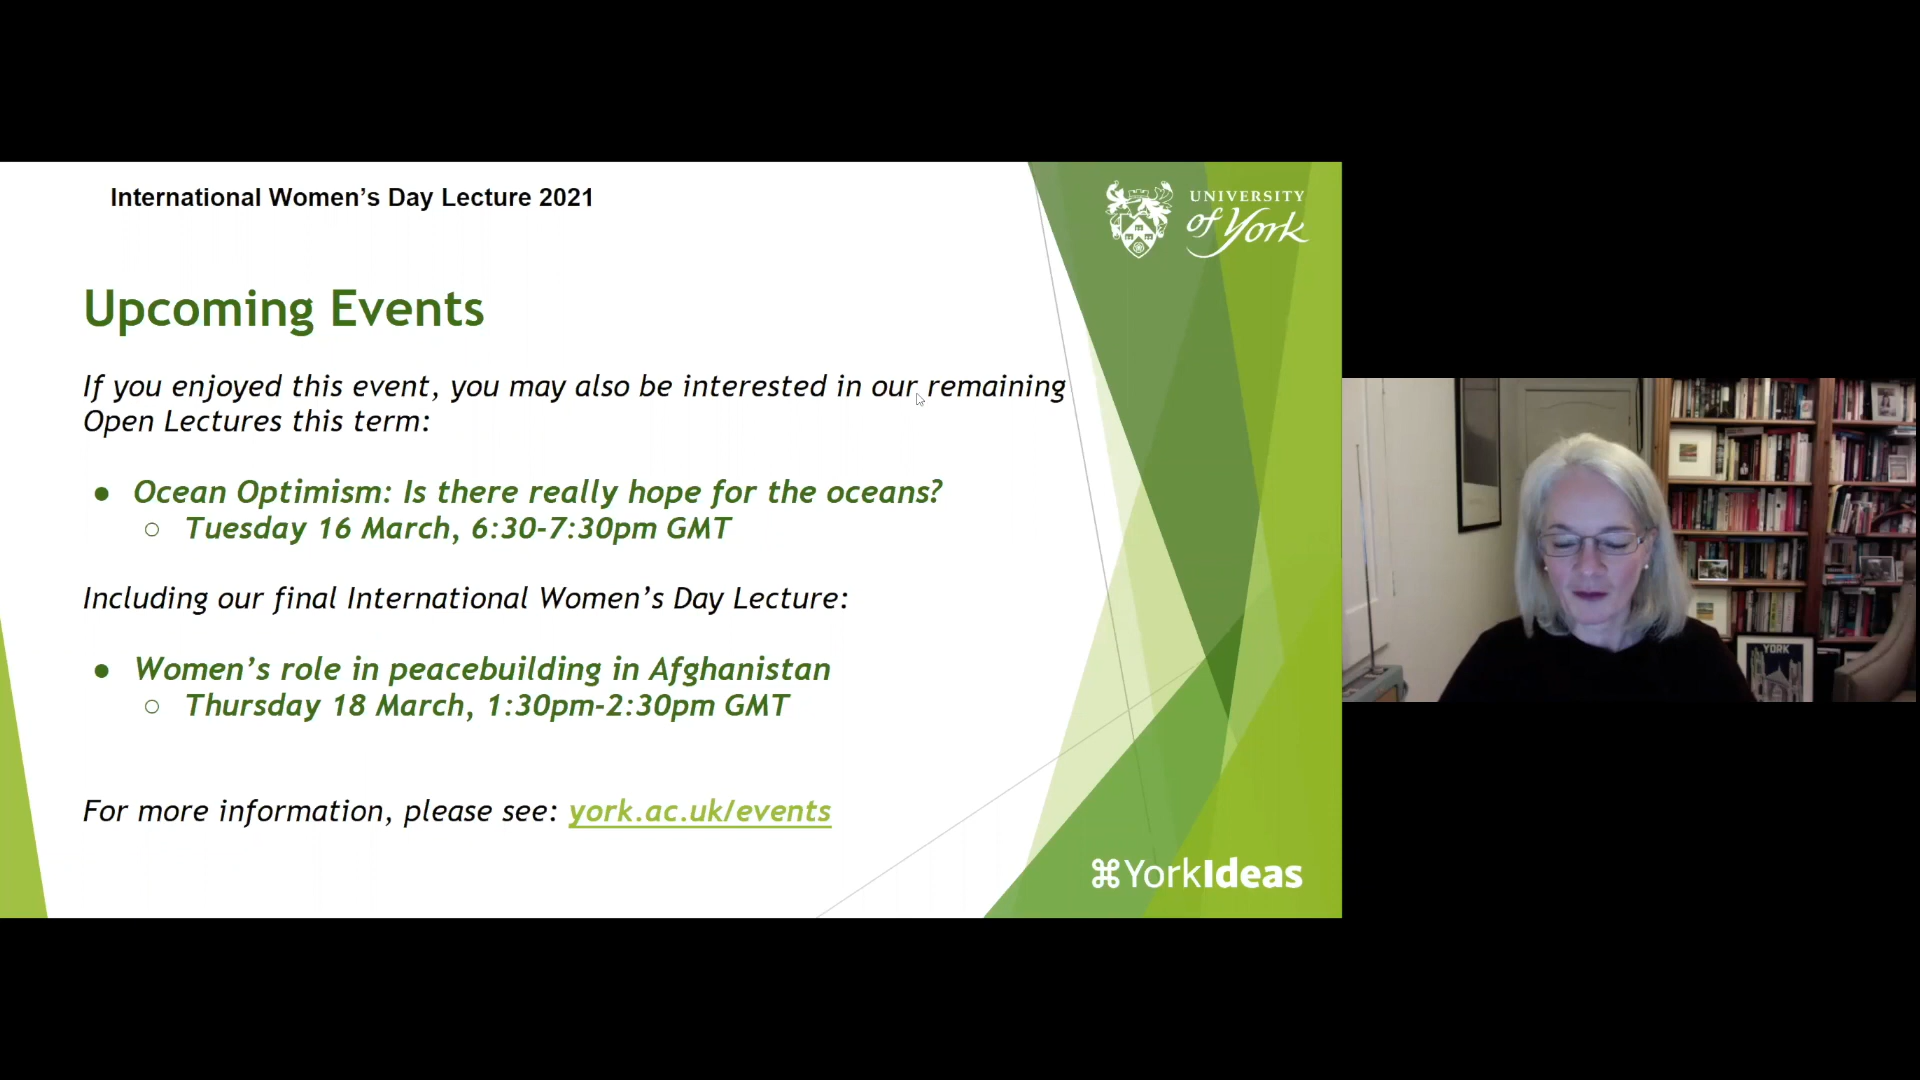 International Women’s Day Lecture 2021
UNIVERSITY
of York
Upcoming Events
If you enjoyed this event, you may also be interested in our remaining
Open Lectures this term:
● Ocean Optimism: Is there really hope for the oceans?
○ Tuesday 16 March, 6:30-7:30pm GMT
Including our final International Women’s Day Lecture:
● Women’s role in peacebuilding in Afghanistan
○ Thursday 18 March, 1:30pm-2:30pm GMT
For more information, please see: york.ac.uk/events
⌘YorkIdeas
YORK